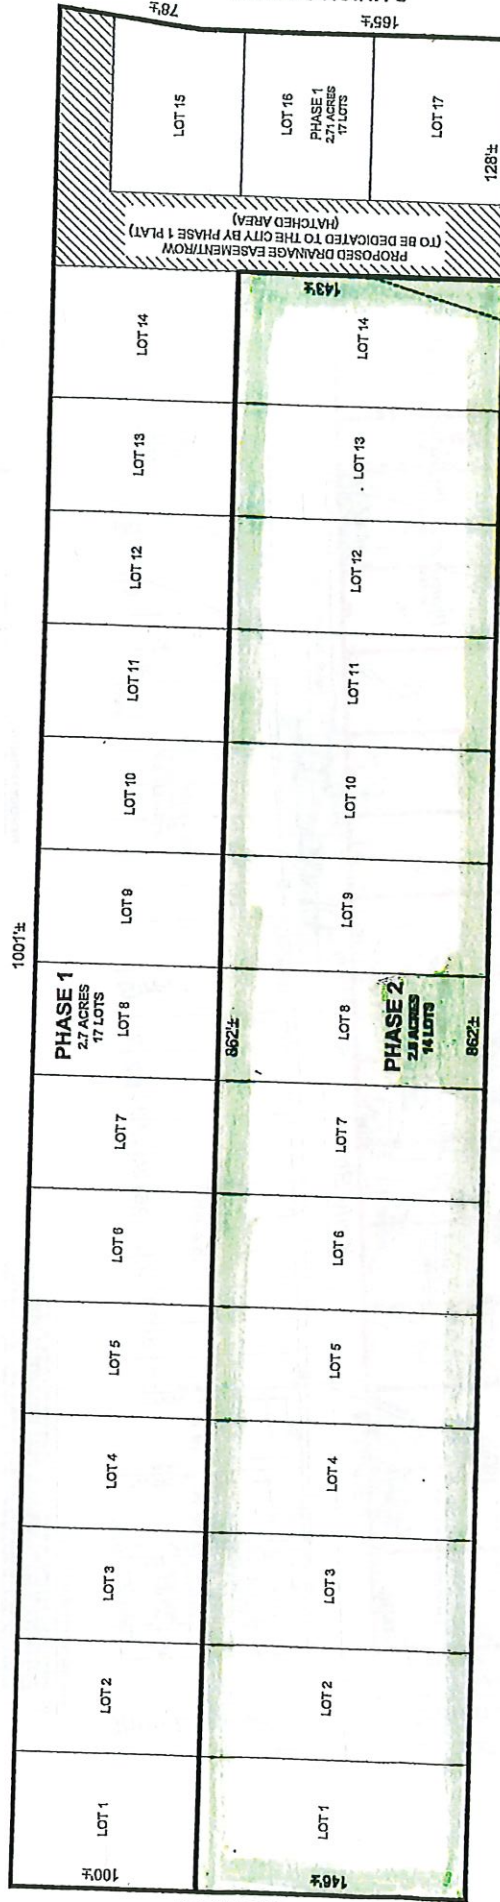 1001'±
PHASE 1
2.7 ACRES
17 LOTS
100'±
LOT 1
LOT 2
LOT 3
LOT 4
LOT 5
LOT 6
LOT 7
LOT 8
LOT 9
LOT 10
LOT 11
LOT 12
LOT 13
LOT 14
PROPOSED DRAINAGE EASEMENT/ROW
(TO BE DEDICATED TO THE CITY BY PHASE 1 PLAT)
(HATCHED AREA)
78'±
165'±
LOT 15
LOT 16
PHASE 1
2.71 ACRES
17 LOTS
LOT 17
128'±
862'±
146'±
LOT 1
LOT 2
LOT 3
LOT 4
LOT 5
LOT 6
LOT 7
LOT 8
LOT 9
LOT 10
LOT 11
LOT 12
LOT 13
LOT 14
143'±
PHASE 2
14 LOTS
862'±